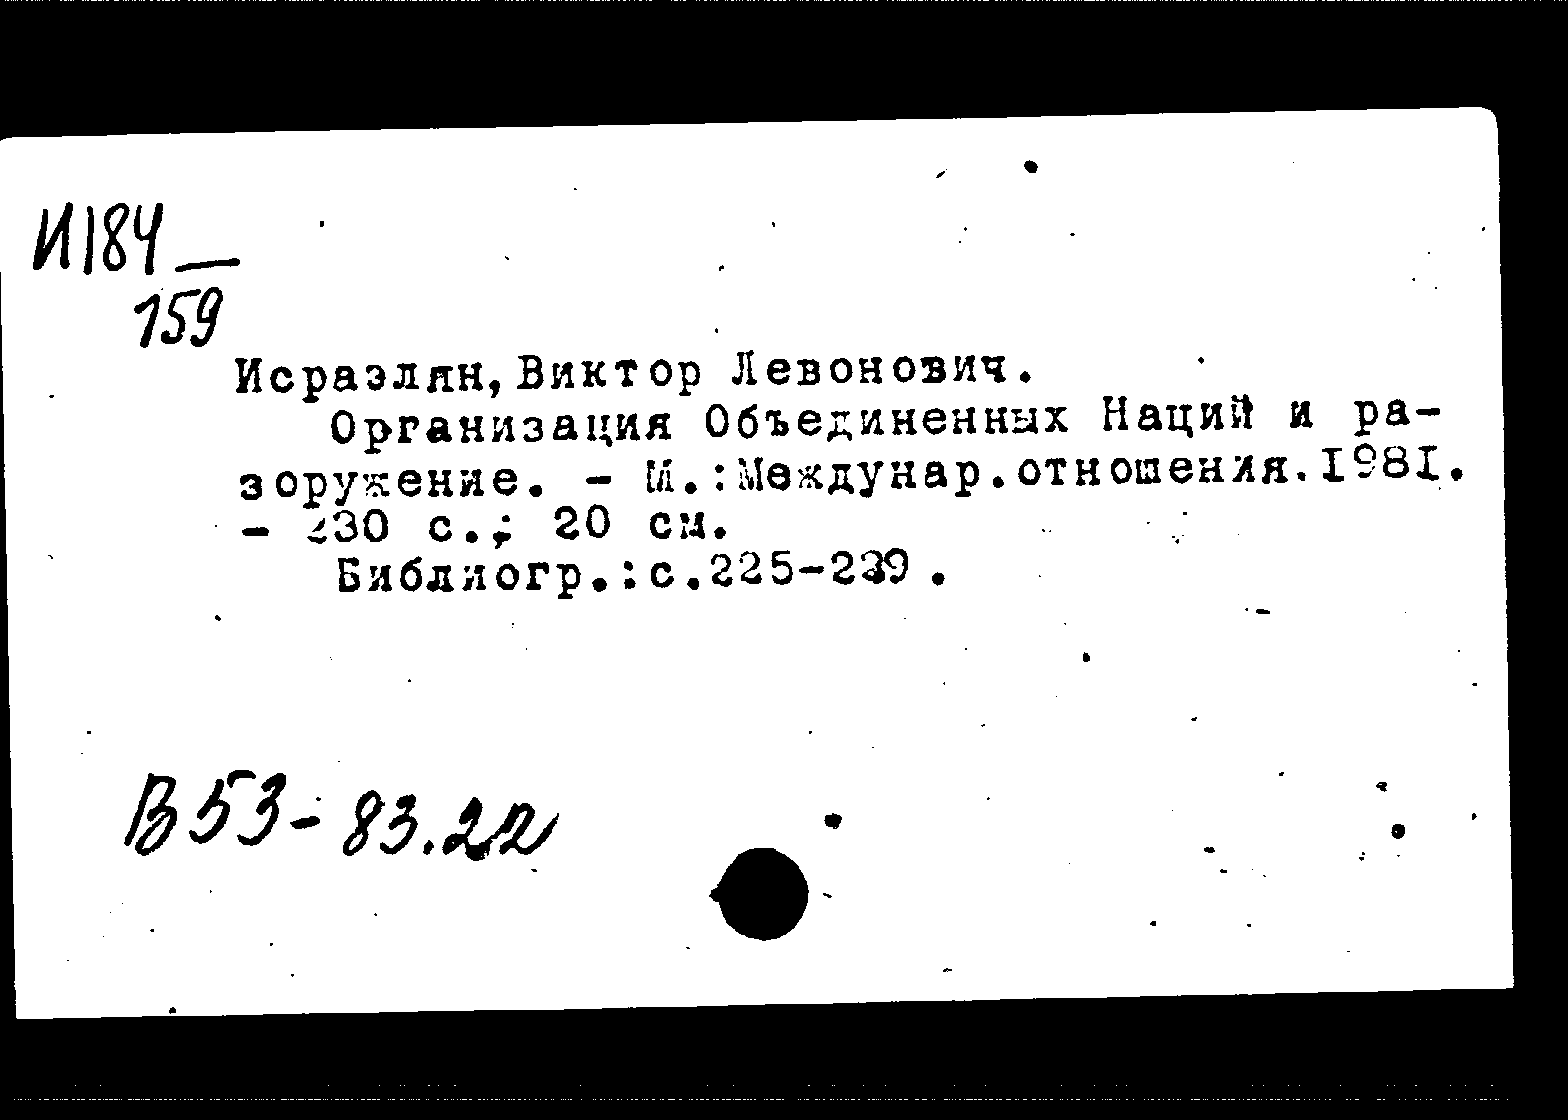 И184
159
Исраэлян, Виктор Левонович.
Организация Объединенных Наций и ра-
зоружение. - М.:Междунар.отношения.1981.
- 230 с.; 20 см.
Библиогр.:с.225-229.
В53-83.22